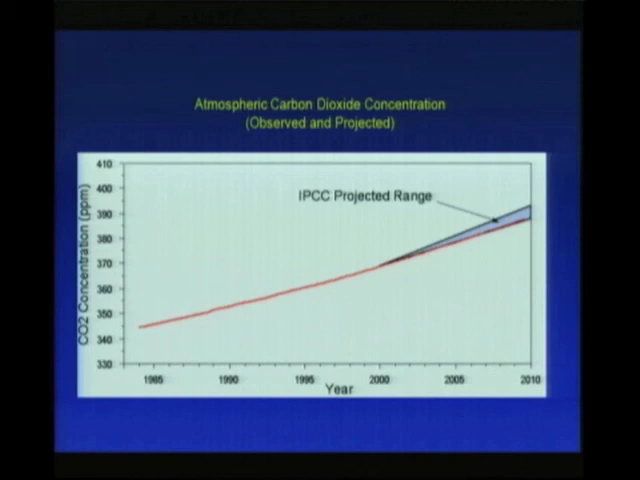 Atmospheric Carbon Dioxide Concentration
(Observed and Projected)
410
400
390
380
370
360
350
340
330
CO2 Concentration (ppm)
IPCC Projected Range
1985 1990 1995 2000 2005 2010
Year